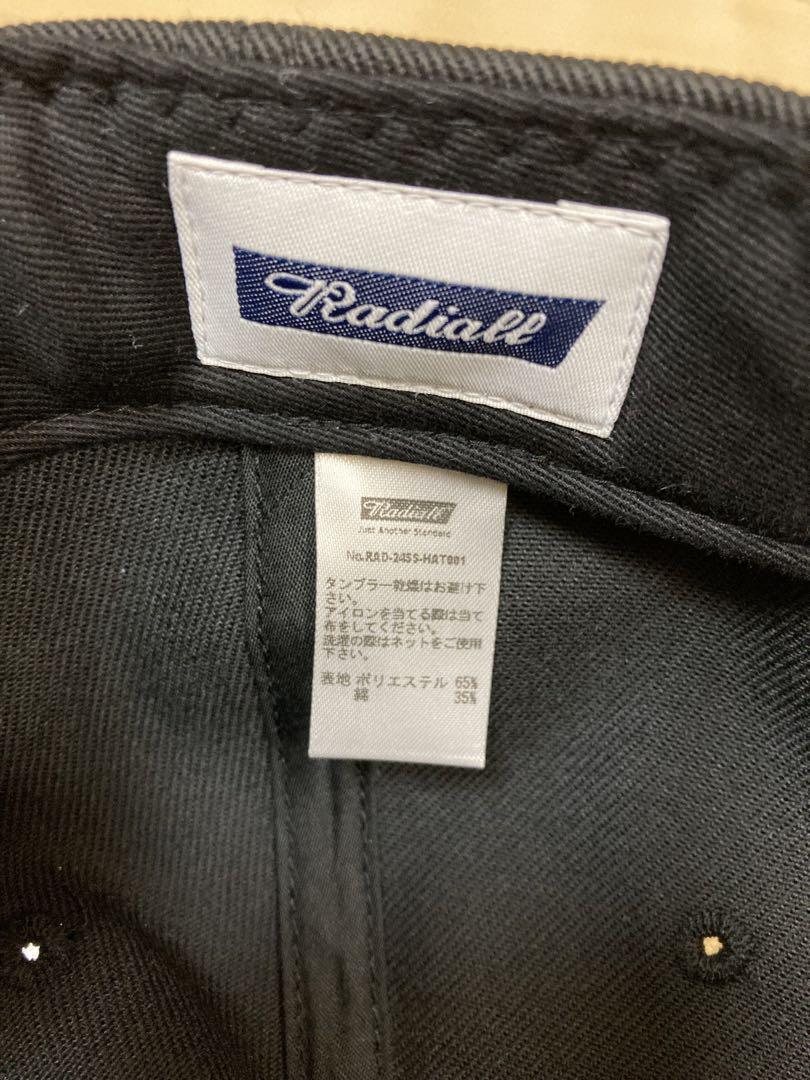 Radiall
Radiall
Just Another Standard
No.RAD-24SS-HAT001
タンブラー乾燥はお避け下
さい。
アイロンを当てる際は当て
布をしてください。
洗濯の際はネットをご使用
下さい。
表地 ポリエステル 65%
綿 35%